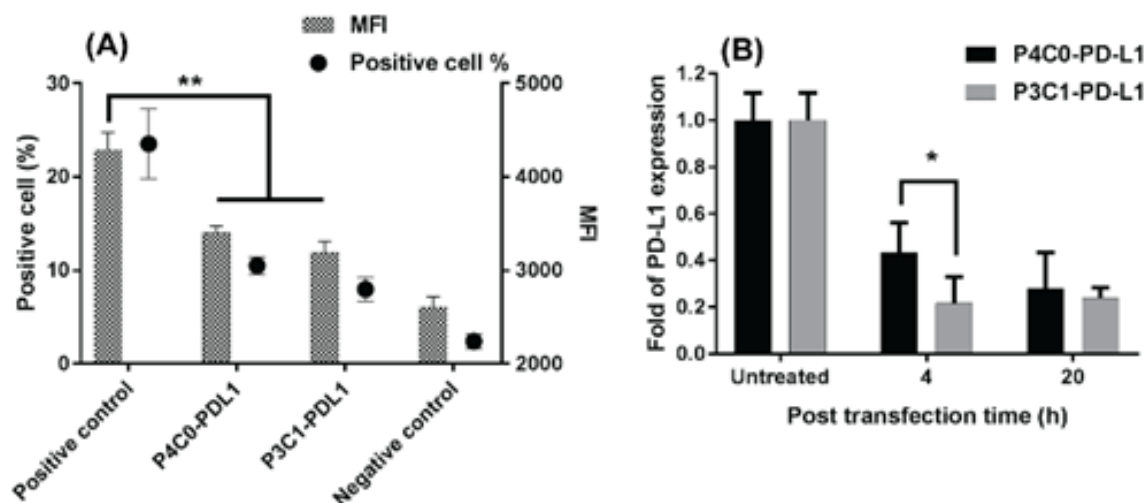 (A)
MFI
Positive cell %
30
20
10
0
Positive cell (%)
**
5000
4000
3000
2000
MFI
Positive control
P4C0-PDL1
P3C1-PDL1
Negative control
(B)
P4C0-PD-L1
P3C1-PD-L1
1.2
1.0
0.8
0.6
0.4
0.2
0.0
Fold of PD-L1 expression
*
Untreated 4 20
Post transfection time (h)